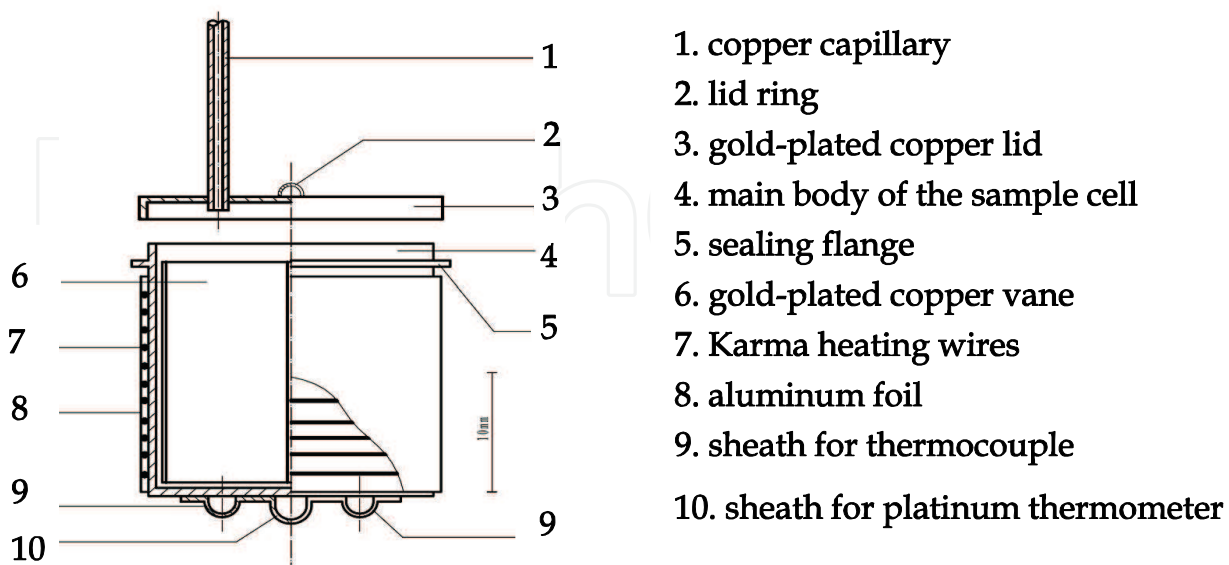 1
2
3
4
5
6
7
8
9
10
9
10mm
1. copper capillary
2. lid ring
3. gold-plated copper lid
4. main body of the sample cell
5. sealing flange
6. gold-plated copper vane
7. Karma heating wires
8. aluminum foil
9. sheath for thermocouple
10. sheath for platinum thermometer